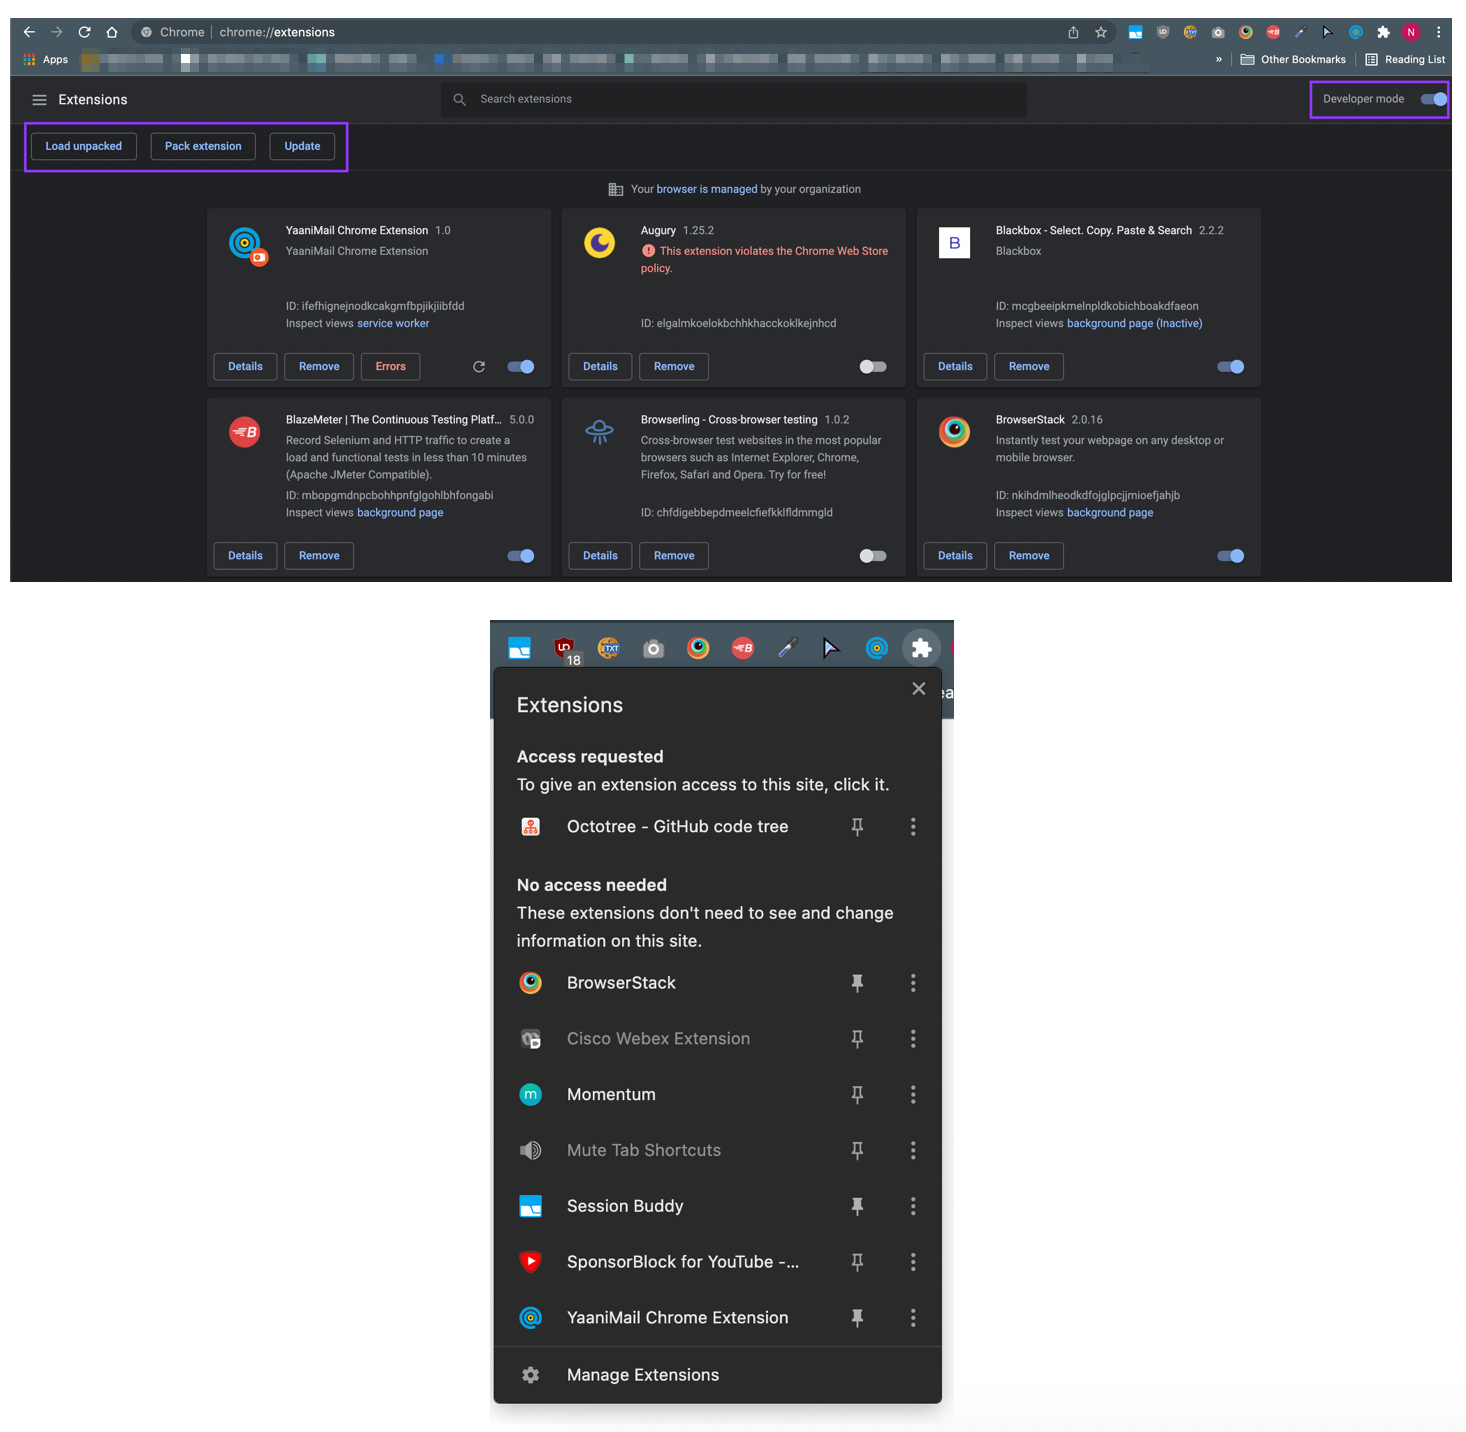 Chrome | chrome://extensions
N
Apps
» Other Bookmarks Reading List
Extensions
Search extensions
Developer mode
Load unpacked Pack extension Update
Your browser is managed by your organization
YaaniMail Chrome Extension 1.0
YaaniMail Chrome Extension
ID: ifefhignejnodkcakgmfbpjikjiibfdd
Inspect views service worker
Details Remove Errors
Augury 1.25.2
This extension violates the Chrome Web Store
policy.
ID: elgalmkoelokbchhkhacckoklkejnhcd
Details Remove
B
Blackbox - Select. Copy. Paste & Search 2.2.2
Blackbox
ID: mcgbeeipkmelnpldkobichboakdfaeon
Inspect views background page (Inactive)
Details Remove
B
BlazeMeter | The Continuous Testing Platf... 5.0.0
Record Selenium and HTTP traffic to create a
load and functional tests in less than 10 minutes
(Apache JMeter Compatible).
ID: mbopgmdnpcbohhpnfglgohlbhfongabi
Inspect views background page
Details Remove
Browserling - Cross-browser testing 1.0.2
Cross-browser test websites in the most popular
browsers such as Internet Explorer, Chrome,
Firefox, Safari and Opera. Try for free!
ID: chfdigebbepdmeelcfiefkklfldmmgld
Details Remove
BrowserStack 2.0.16
Instantly test your webpage on any desktop or
mobile browser.
ID: nkihdmlheodkdfojglpcjjmioefjahjb
Inspect views background page
Details Remove
18 TXT B
ea
Extensions
Access requested
To give an extension access to this site, click it.
Octotree - GitHub code tree
No access needed
These extensions don't need to see and change
information on this site.
BrowserStack
Cisco Webex Extension
m Momentum
Mute Tab Shortcuts
Session Buddy
SponsorBlock for YouTube -...
YaaniMail Chrome Extension
Manage Extensions